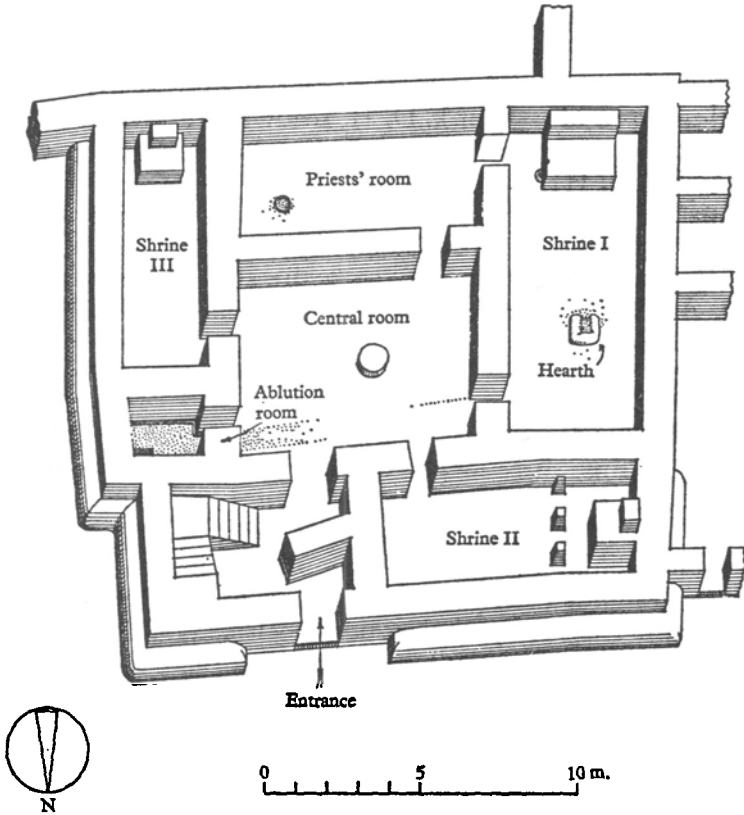 Priests' room
Shrine
III
Shrine I
Central room
Hearth
Ablution
room
Shrine II
Entrance
N
0 5 10 m.